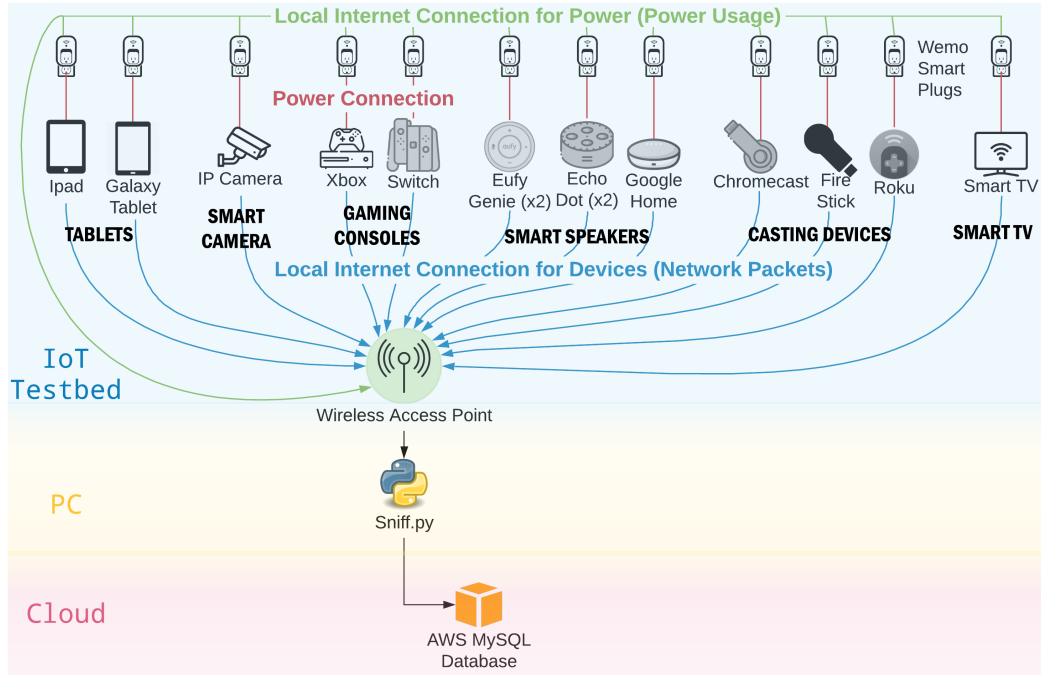 Local Internet Connection for Power (Power Usage)
Wemo
Smart
Plugs
Power Connection
Ipad
Galaxy
Tablet
IP Camera
Xbox
Switch
eufy
Eufy
Genie (x2)
Echo
Dot (x2)
Google
Home
Chromecast
Fire
Stick
Roku
Smart TV
TABLETS
SMART
CAMERA
GAMING
CONSOLES
SMART SPEAKERS
CASTING DEVICES
SMART TV
Local Internet Connection for Devices (Network Packets)
IoT
Testbed
Wireless Access Point
PC
Sniff.py
Cloud
AWS MySQL
Database